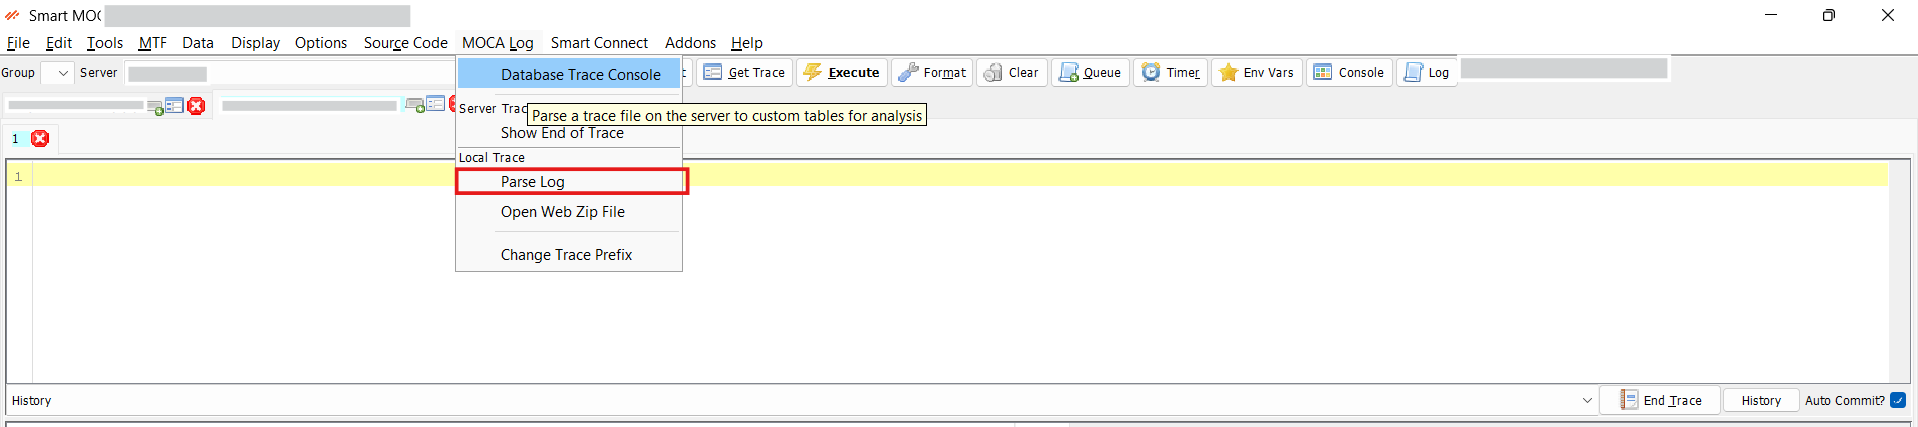 Smart MOC
File Edit Tools MTF Data Display Options Source Code MOCA Log Smart Connect Addons Help
Group Server t Get Trace Execute Format Clear Queue Timer Env Vars Console Log
Database Trace Console
Server Trac
Parse a trace file on the server to custom tables for analysis
Show End of Trace
1
Local Trace
1
Parse Log
Open Web Zip File
Change Trace Prefix
History End Trace History Auto Commit?